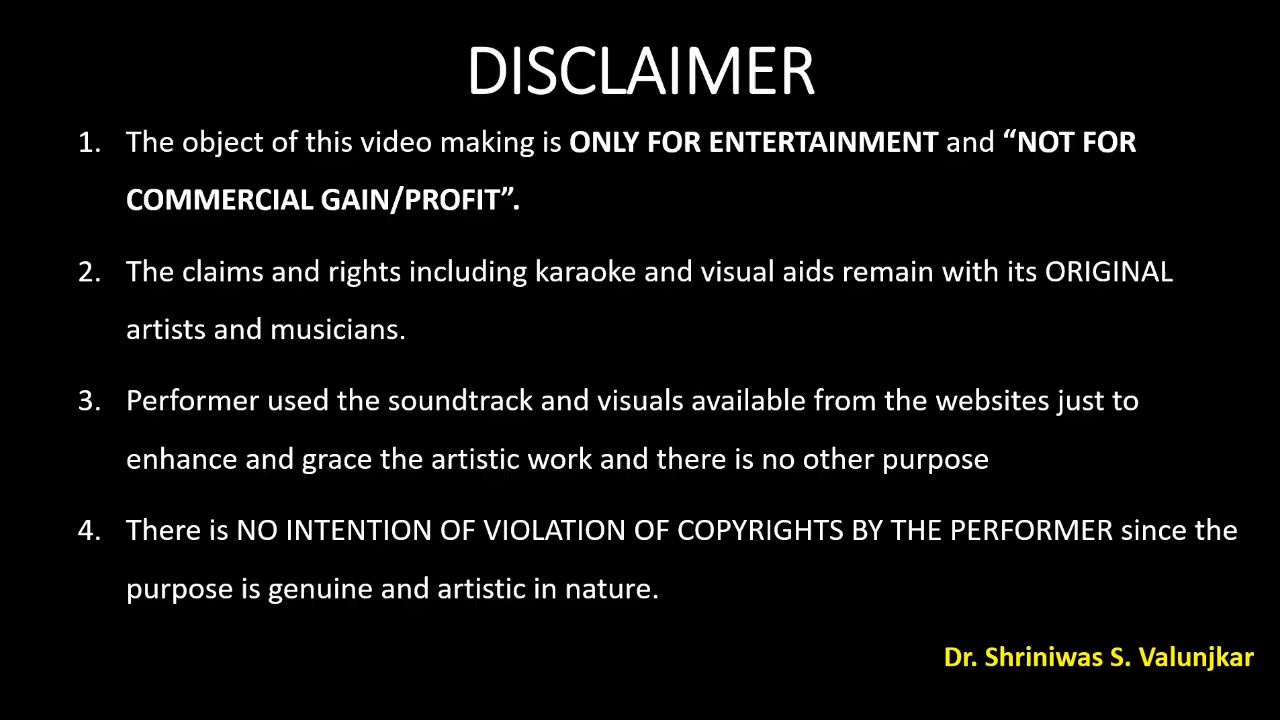 DISCLAIMER
1. The object of this video making is ONLY FOR ENTERTAINMENT and “NOT FOR
COMMERCIAL GAIN/PROFIT”.
2. The claims and rights including karaoke and visual aids remain with its ORIGINAL
artists and musicians.
3. Performer used the soundtrack and visuals available from the websites just to
enhance and grace the artistic work and there is no other purpose
4. There is NO INTENTION OF VIOLATION OF COPYRIGHTS BY THE PERFORMER since the
purpose is genuine and artistic in nature.
Dr. Shriniwas S. Valunjkar